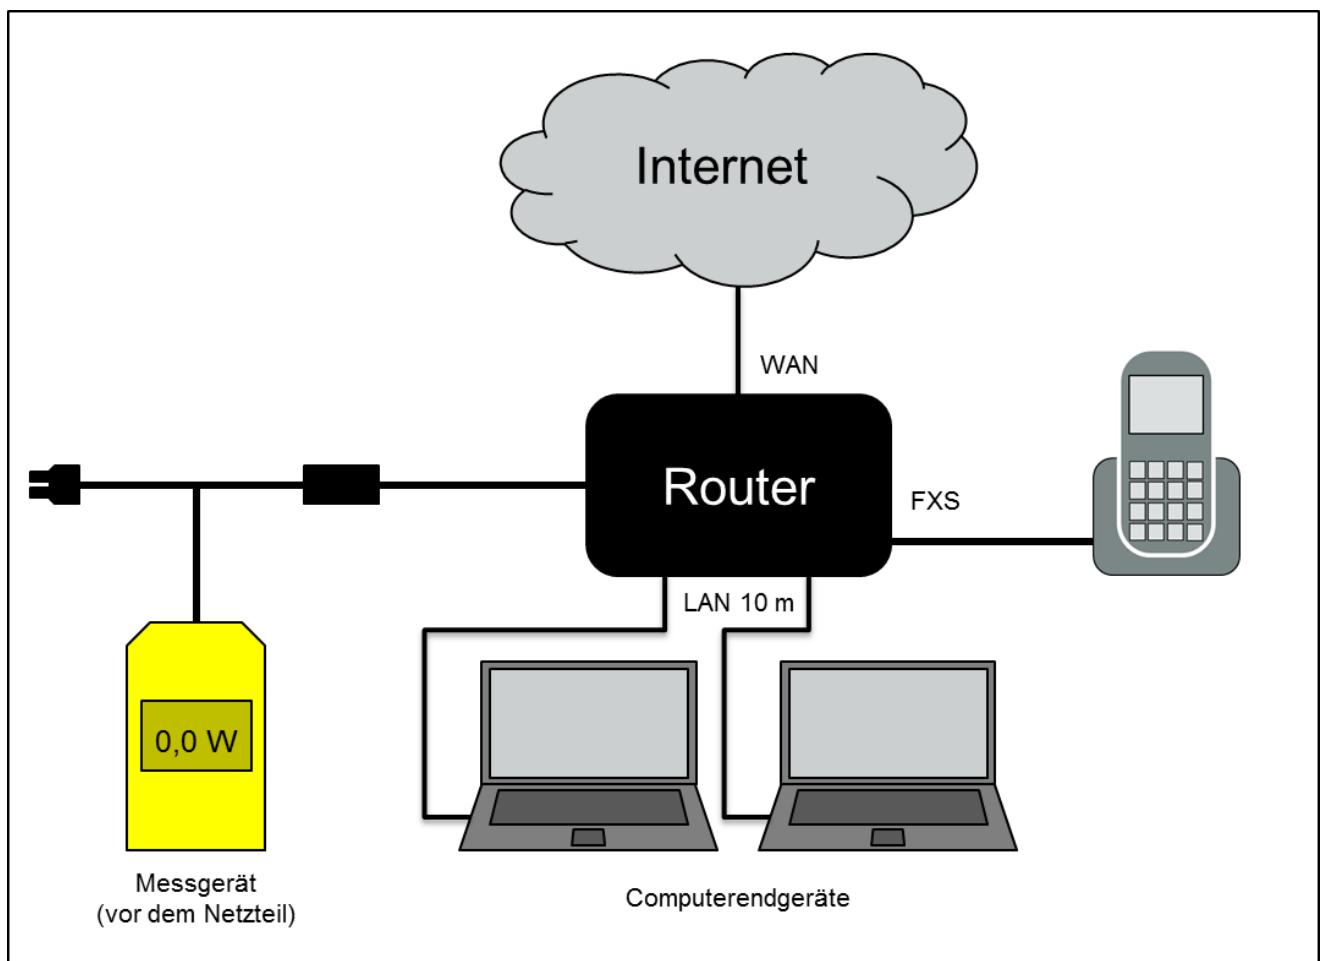 Internet
WAN
Router
FXS
LAN 10 m
0,0 W
Messgerät
(vor dem Netzteil)
Computerendgeräte